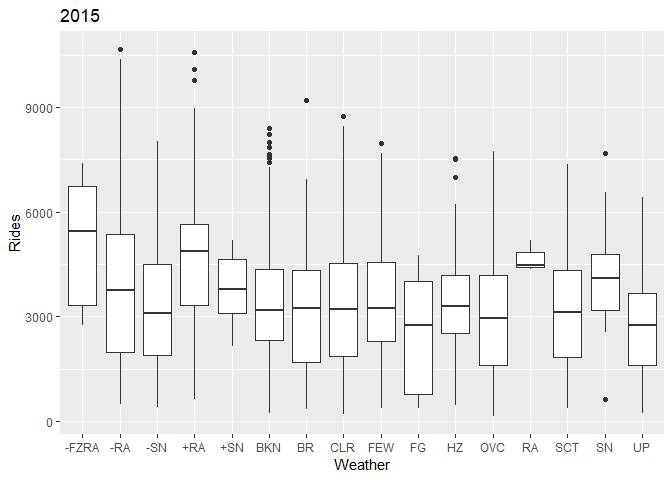 2015
Rides
9000
6000
3000
0
-FZRA -RA -SN +RA +SN BKN BR CLR FEW FG HZ OVC RA SCT SN UP
Weather